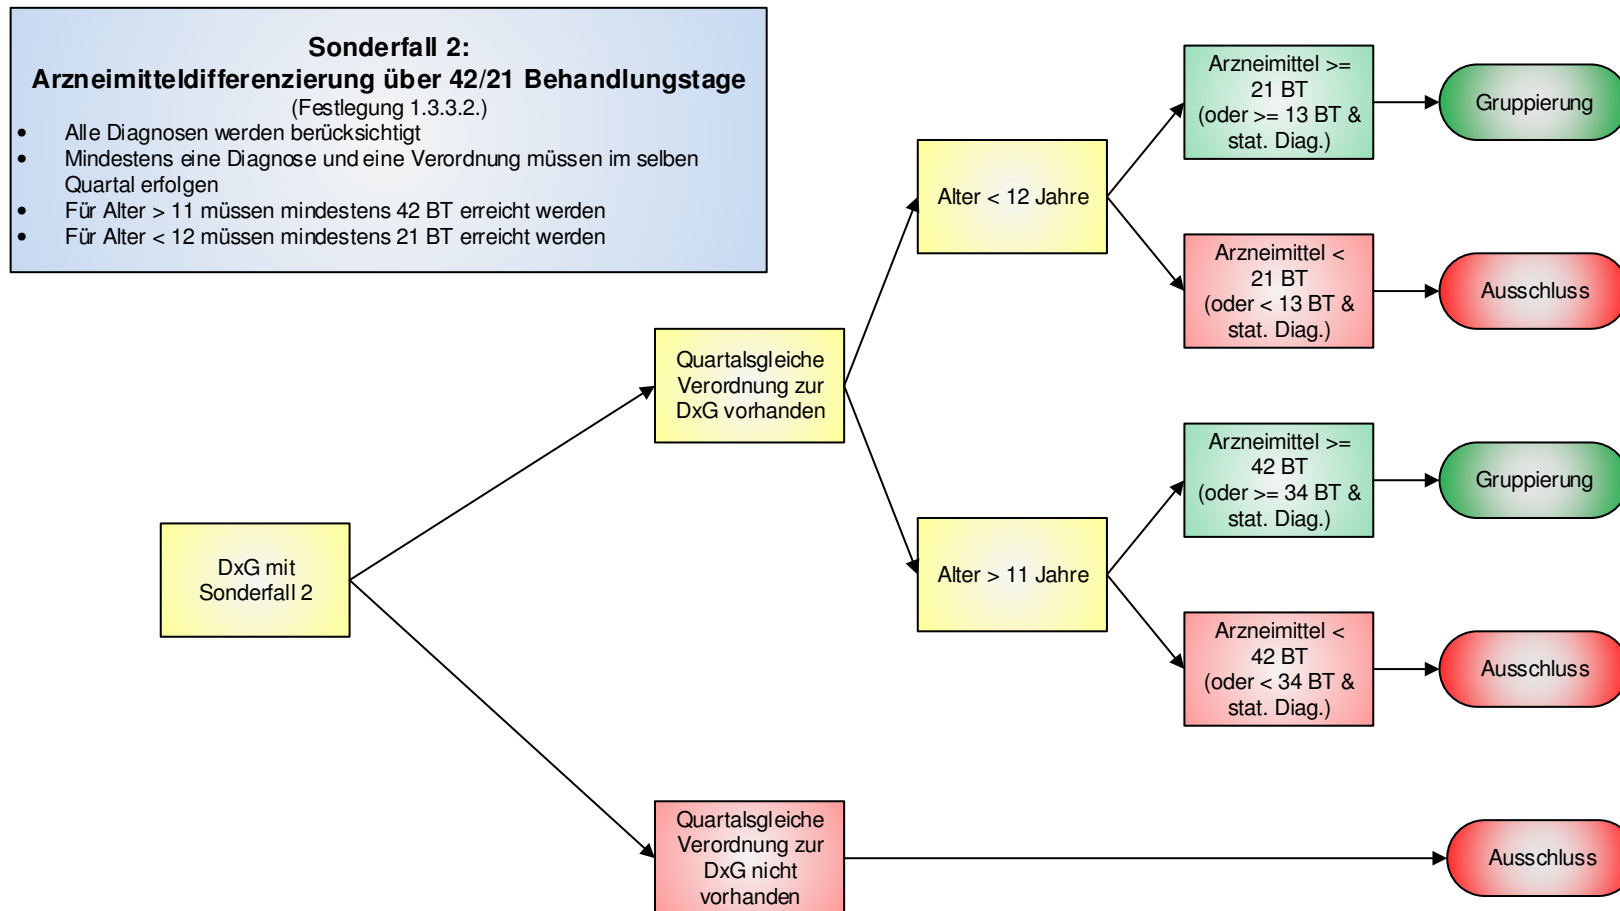 Sonderfall 2:
Arzneimitteldifferenzierung über 42/21 Behandlungstage
(Festlegung 1.3.3.2.)
• Alle Diagnosen werden berücksichtigt
• Mindestens eine Diagnose und eine Verordnung müssen im selben
Quartal erfolgen
• Für Alter > 11 müssen mindestens 42 BT erreicht werden
• Für Alter < 12 müssen mindestens 21 BT erreicht werden
DxG mit
Sonderfall 2
Quartalsgleiche
Verordnung zur
DxG vorhanden
Quartalsgleiche
Verordnung zur
DxG nicht
vorhanden
Alter < 12 Jahre
Alter > 11 Jahre
Arzneimittel >=
21 BT
(oder >= 13 BT &
stat. Diag.)
Gruppierung
Arzneimittel <
21 BT
(oder < 13 BT &
stat. Diag.)
Ausschluss
Arzneimittel >=
42 BT
(oder >= 34 BT &
stat. Diag.)
Gruppierung
Arzneimittel <
42 BT
(oder < 34 BT &
stat. Diag.)
Ausschluss
Ausschluss